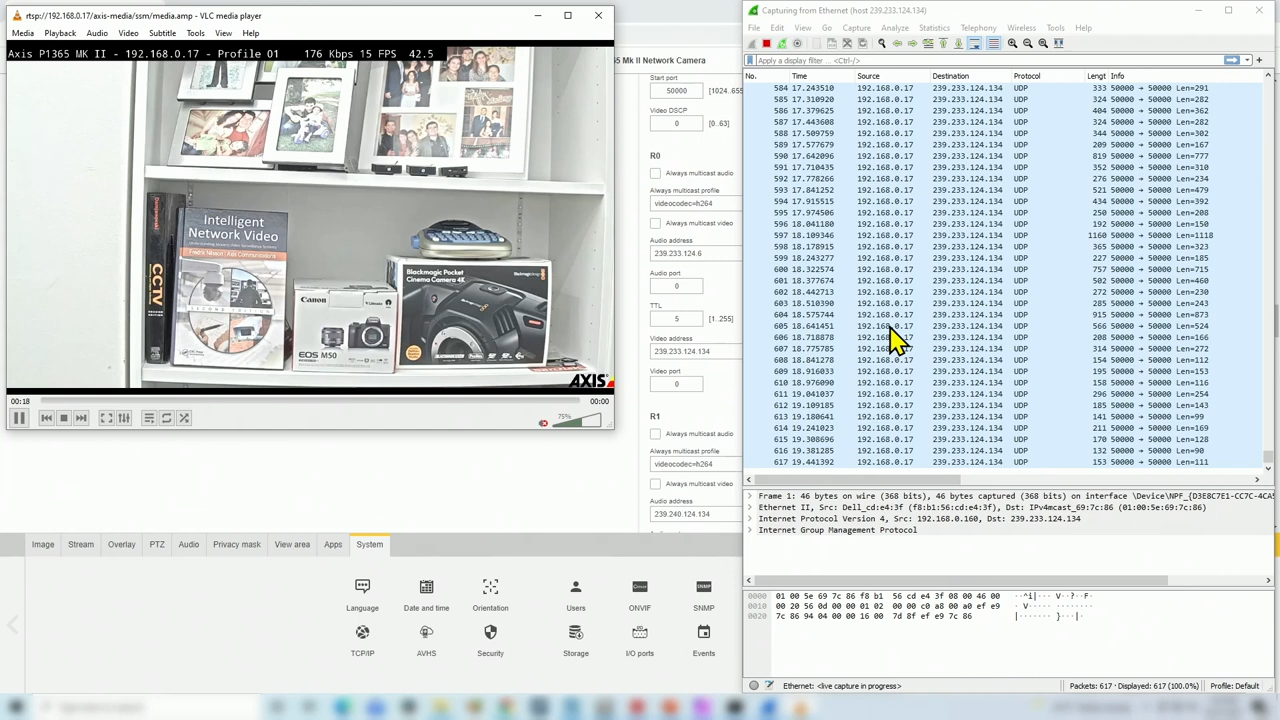 rtsp://192.168.0.17/axis-media/ssm/media.amp - VLC media player
Media Playback Audio Video Subtitle Tools View Help
Axis P1365 MK II - 192.168.0.17 - Profile 01 176 Kbps 15 FPS 42.5
Intelligent
Network Video
Fredrik Nilsson
CCTV
Canon
EOS M50
Blackmagic Pocket
Cinema Camera 4K
AXIS
00:18 00:00
75%
5 Mk II Network Camera
Start port
50000 [1024..655
Video DSCP
0 [0..63]
R0
Always multicast audio
Always multicast profile
videocodec=h264
Always multicast video
Audio address
239.233.124.6
Audio port
0
TTL
5 [1..255]
Video address
239.233.124.134
Video port
0
R1
Always multicast audio
Always multicast profile
videocodec=h264
Always multicast video
Audio address
239.240.124.134
Image Stream Overlay PTZ Audio Privacy mask View area Apps System
Language Date and time Orientation Users ONVIF SNMP
TCP/IP AVHS Security Storage I/O ports Events
Capturing from Ethernet (host 239.233.124.134)
File Edit View Go Capture Analyze Statistics Telephony Wireless Tools Help
Apply a display filter ... <Ctrl-/>
No. Time Source Destination Protocol Lengt Info
584 17.243510 192.168.0.17 239.233.124.134 UDP 333 50000 → 50000 Len=291
585 17.310920 192.168.0.17 239.233.124.134 UDP 324 50000 → 50000 Len=282
586 17.379625 192.168.0.17 239.233.124.134 UDP 404 50000 → 50000 Len=362
587 17.443608 192.168.0.17 239.233.124.134 UDP 324 50000 → 50000 Len=282
588 17.509759 192.168.0.17 239.233.124.134 UDP 344 50000 → 50000 Len=302
589 17.577679 192.168.0.17 239.233.124.134 UDP 209 50000 → 50000 Len=167
590 17.642096 192.168.0.17 239.233.124.134 UDP 819 50000 → 50000 Len=777
591 17.710435 192.168.0.17 239.233.124.134 UDP 352 50000 → 50000 Len=310
592 17.778266 192.168.0.17 239.233.124.134 UDP 276 50000 → 50000 Len=234
593 17.841252 192.168.0.17 239.233.124.134 UDP 521 50000 → 50000 Len=479
594 17.915515 192.168.0.17 239.233.124.134 UDP 434 50000 → 50000 Len=392
595 17.974506 192.168.0.17 239.233.124.134 UDP 250 50000 → 50000 Len=208
596 18.041180 192.168.0.17 239.233.124.134 UDP 192 50000 → 50000 Len=150
597 18.109346 192.168.0.17 239.233.124.134 UDP 1160 50000 → 50000 Len=1118
598 18.178915 192.168.0.17 239.233.124.134 UDP 365 50000 → 50000 Len=323
599 18.243277 192.168.0.17 239.233.124.134 UDP 227 50000 → 50000 Len=185
600 18.322574 192.168.0.17 239.233.124.134 UDP 757 50000 → 50000 Len=715
601 18.377674 192.168.0.17 239.233.124.134 UDP 502 50000 → 50000 Len=460
602 18.442713 192.168.0.17 239.233.124.134 UDP 272 50000 → 50000 Len=230
603 18.510390 192.168.0.17 239.233.124.134 UDP 285 50000 → 50000 Len=243
604 18.575744 192.168.0.17 239.233.124.134 UDP 915 50000 → 50000 Len=873
605 18.641451 192.168.0.17 239.233.124.134 UDP 566 50000 → 50000 Len=524
606 18.718878 192.168.0.17 239.233.124.134 UDP 208 50000 → 50000 Len=166
607 18.775785 192.168.0.17 239.233.124.134 UDP 314 50000 → 50000 Len=272
608 18.841278 192.168.0.17 239.233.124.134 UDP 154 50000 → 50000 Len=112
609 18.916033 192.168.0.17 239.233.124.134 UDP 195 50000 → 50000 Len=153
610 18.976090 192.168.0.17 239.233.124.134 UDP 158 50000 → 50000 Len=116
611 19.041037 192.168.0.17 239.233.124.134 UDP 296 50000 → 50000 Len=254
612 19.109185 192.168.0.17 239.233.124.134 UDP 185 50000 → 50000 Len=143
613 19.180641 192.168.0.17 239.233.124.134 UDP 141 50000 → 50000 Len=99
614 19.241023 192.168.0.17 239.233.124.134 UDP 211 50000 → 50000 Len=169
615 19.308696 192.168.0.17 239.233.124.134 UDP 170 50000 → 50000 Len=128
616 19.381285 192.168.0.17 239.233.124.134 UDP 132 50000 → 50000 Len=90
617 19.441392 192.168.0.17 239.233.124.134 UDP 153 50000 → 50000 Len=111
Frame 1: 46 bytes on wire (368 bits), 46 bytes captured (368 bits) on interface \Device\NPF_{D3E8C7E1-CC7C-4CA9
Ethernet II, Src: Dell_cd:e4:3f (f8:b1:56:cd:e4:3f), Dst: IPv4mcast_69:7c:86 (01:00:5e:69:7c:86)
Internet Protocol Version 4, Src: 192.168.0.160, Dst: 239.233.124.134
Internet Group Management Protocol
0000 01 00 5e 69 7c 86 f8 b1 56 cd e4 3f 08 00 46 00 ··^i|··· V··?··F·
0010 00 20 56 0d 00 00 01 02 00 00 c0 a8 00 a0 ef e9 · V····· ········
0020 7c 86 94 04 00 00 16 00 7d 8f ef e9 7c 86 |······· }···|·
Ethernet: <live capture in progress> Packets: 617 · Displayed: 617 (100.0%) Profile: Default